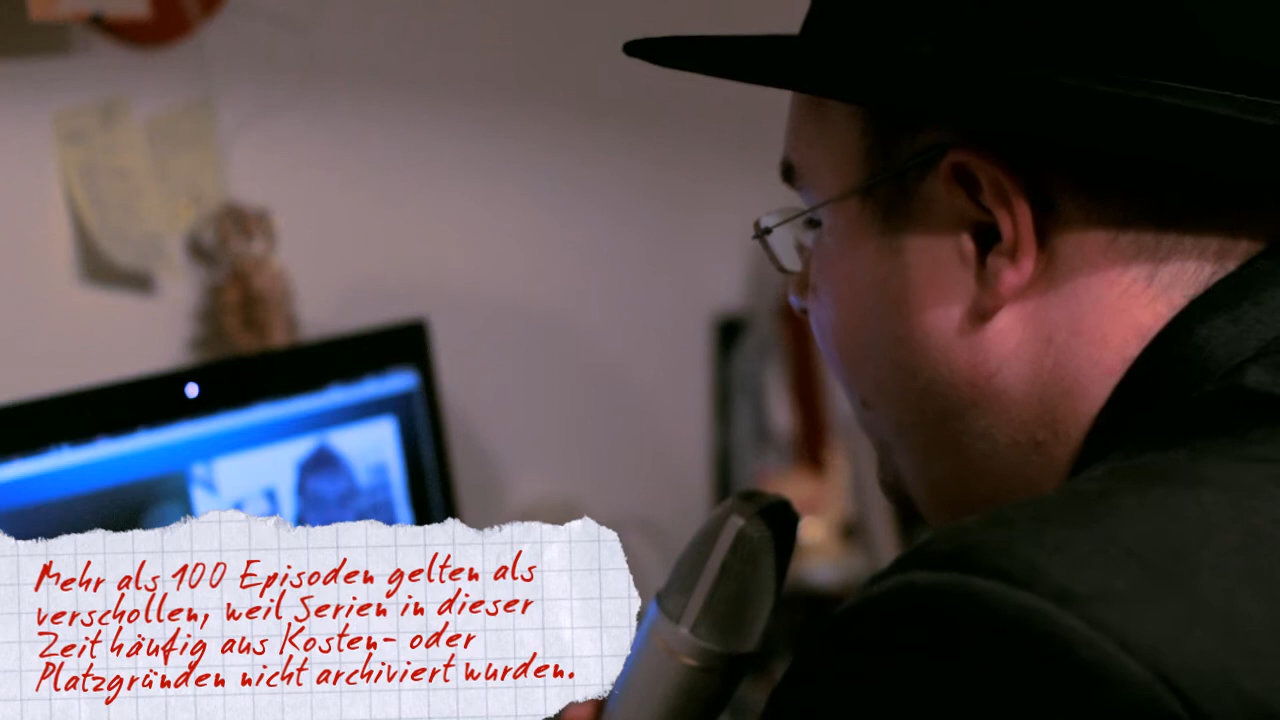 Mehr als 100 Episoden gelten als
verschollen, weil Serien in dieser
Zeit häufig aus Kosten- oder
Platzgründen nicht archiviert wurden.